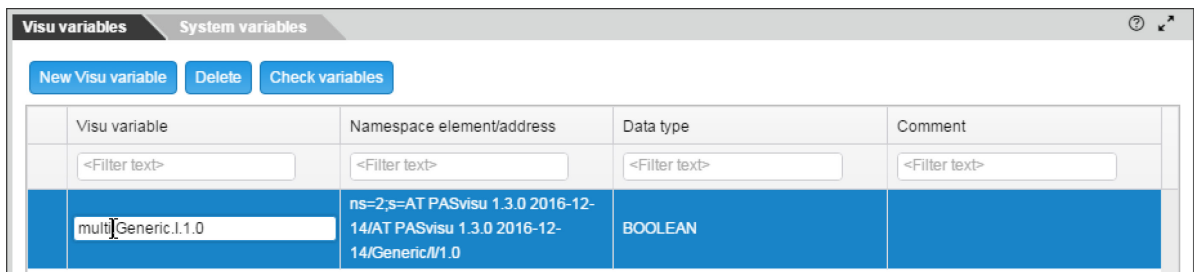 Visu variables
System variables
New Visu variable
Delete
Check variables
Visu variable
Namespace element/address
Data type
Comment
<Filter text>
<Filter text>
<Filter text>
<Filter text>
multi Generic.I.1.0
ns=2;s=AT PASvisu 1.3.0 2016-12-
14/AT PASvisu 1.3.0 2016-12-
14/Generic/I/1.0
BOOLEAN